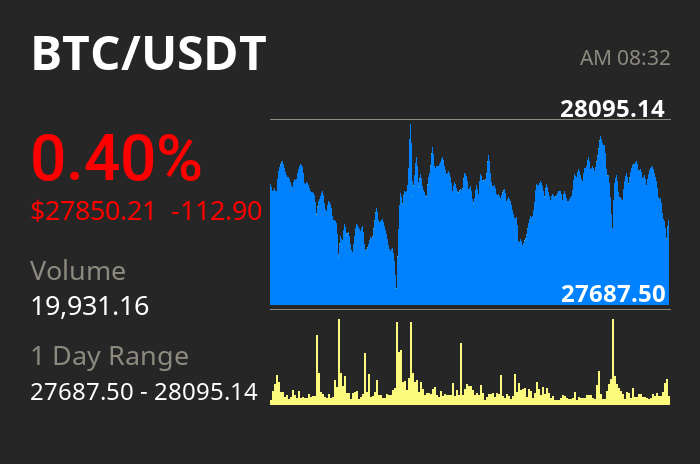 BTC/USDT
AM 08:32
28095.14
0.40%
$27850.21 -112.90
Volume
19,931.16
27687.50
1 Day Range
27687.50 - 28095.14